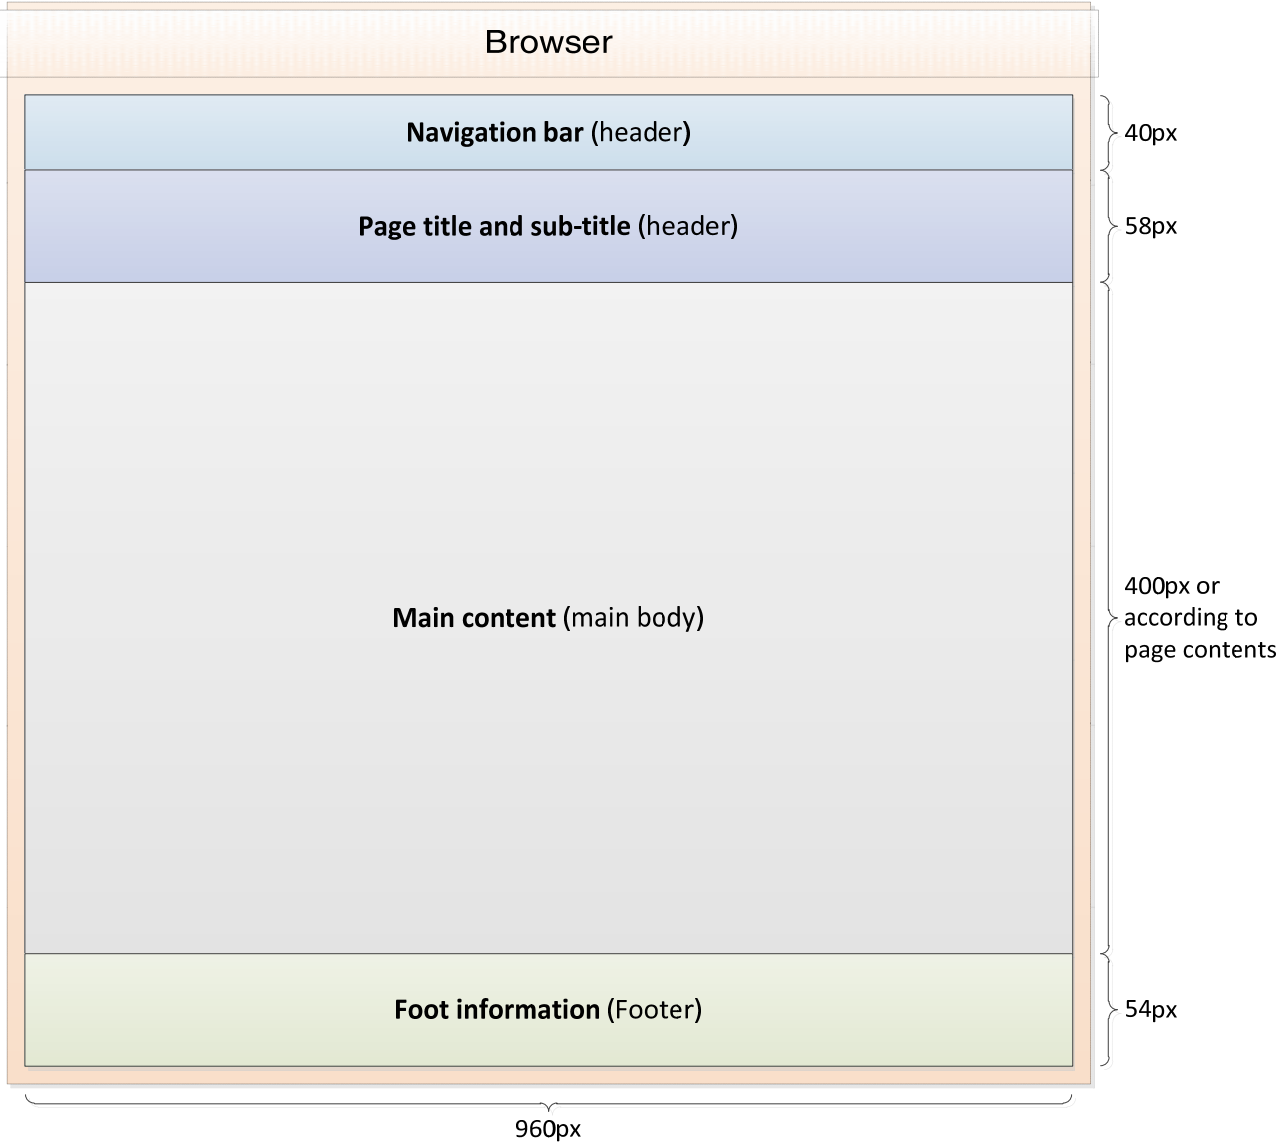 Browser
Navigation bar (header)
40px
Page title and sub-title (header)
58px
Main content (main body)
400px or
according to
page contents
Foot information (Footer)
54px
960px